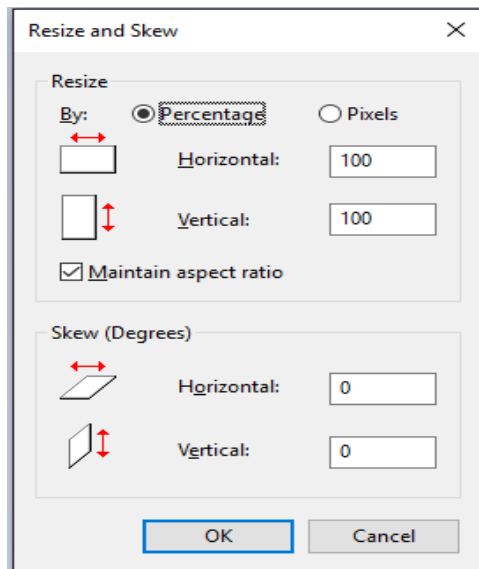 Resize and Skew
Resize
By: Percentage Pixels
Horizontal: 100
Vertical: 100
Maintain aspect ratio
Skew (Degrees)
Horizontal: 0
Vertical: 0
OK Cancel